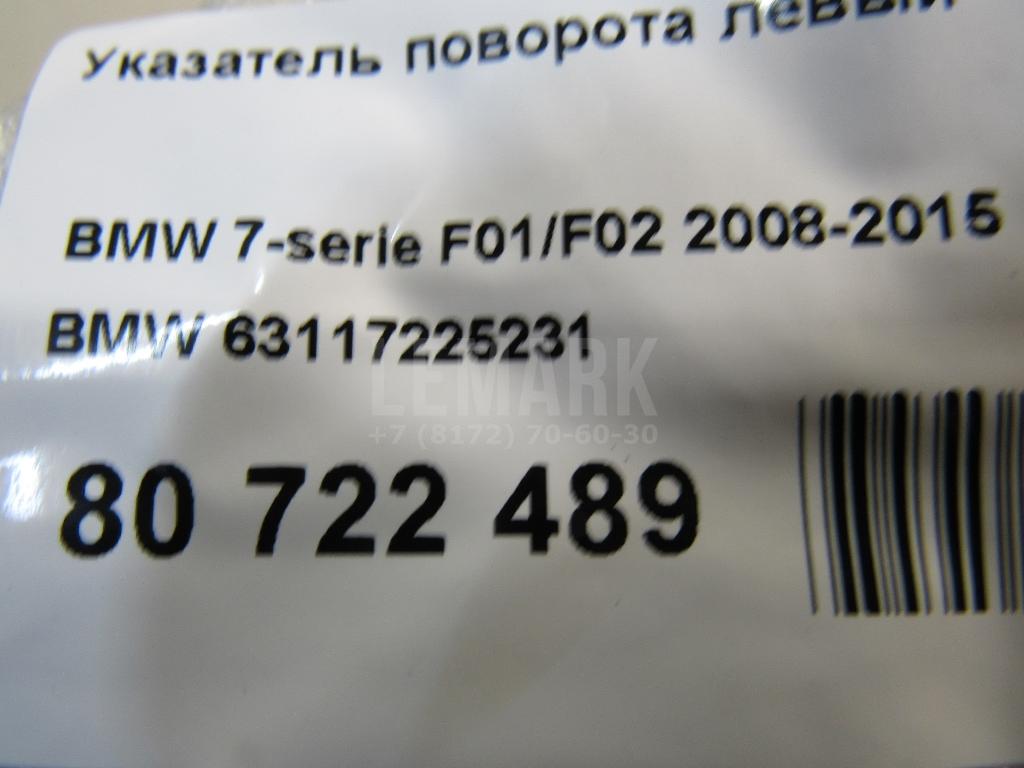 Указатель поворота левый
BMW 7-serie F01/F02 2008-2015
BMW 63117225231
LEMARK
+7 (8172) 70-60-30
80 722 489